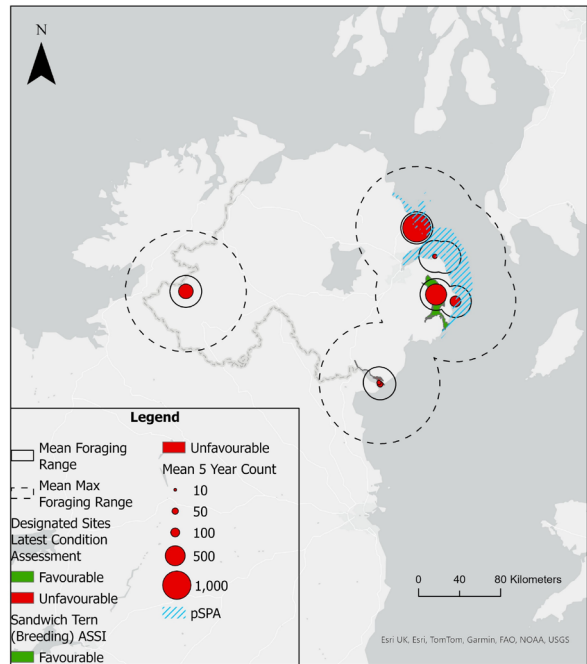 N
Legend
Mean Foraging
Range
Mean Max
Foraging Range
Designated Sites
Latest Condition
Assessment
Favourable
Unfavourable
Sandwich Tern
(Breeding) ASSI
Favourable
Unfavourable
Mean 5 Year Count
10
50
100
500
1,000
pSPA
0 40 80 Kilometers
Esri UK, Esri, TomTom, Garmin, FAO, NOAA, USGS